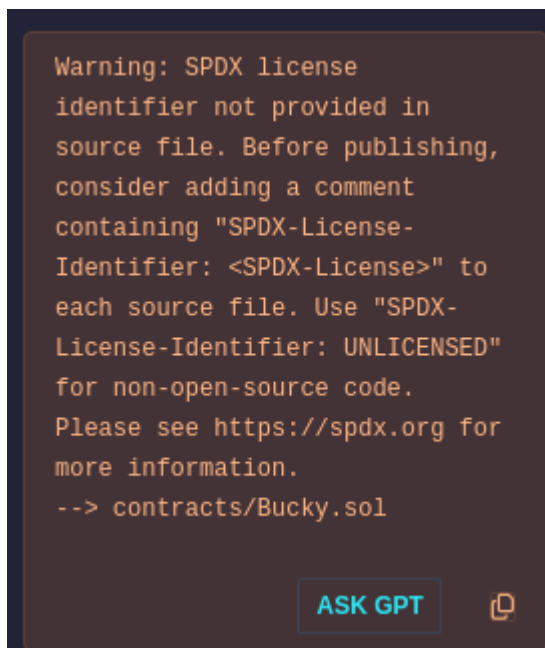 Warning: SPDX license
identifier not provided in
source file. Before publishing,
consider adding a comment
containing "SPDX-License-
Identifier: <SPDX-License>" to
each source file. Use "SPDX-
License-Identifier: UNLICENSED"
for non-open-source code.
Please see https://spdx.org for
more information.
--> contracts/Bucky.sol
ASK GPT